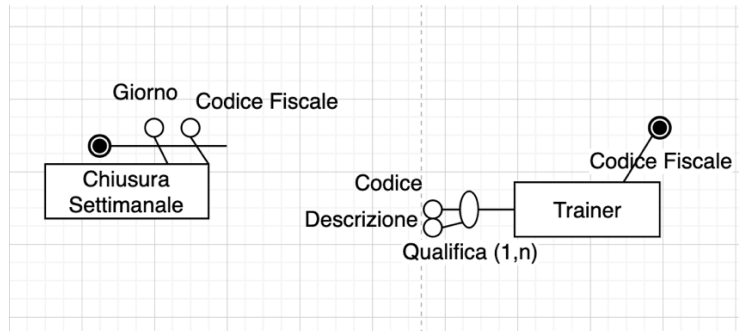 Giorno
Codice Fiscale
Chiusura
Settimanale
Codice Fiscale
Codice
Descrizione
Trainer
Qualifica (1,n)